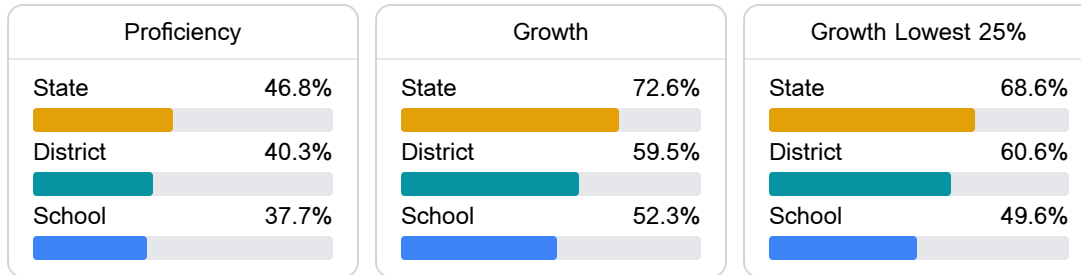 Proficiency
State 46.8%
District 40.3%
School 37.7%
Growth
State 72.6%
District 59.5%
School 52.3%
Growth Lowest 25%
State 68.6%
District 60.6%
School 49.6%